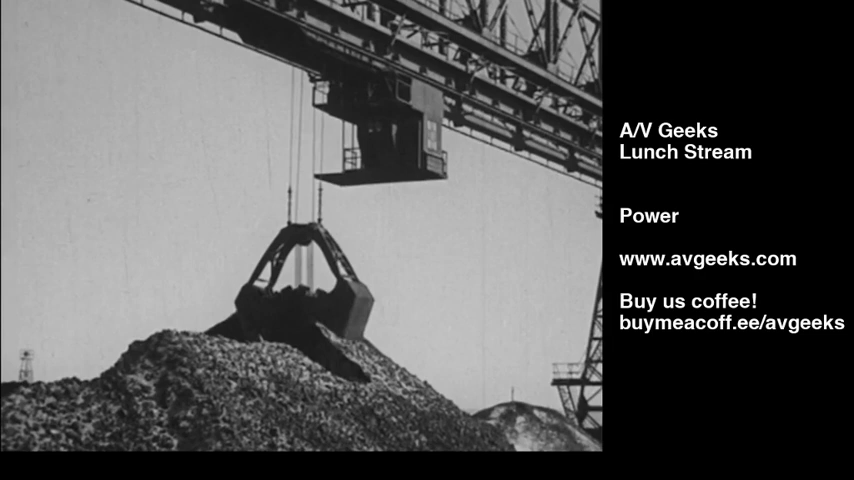 A/V Geeks
Lunch Stream
Power
www.avgeeks.com
Buy us coffee!
buymeacoff.ee/avgeeks